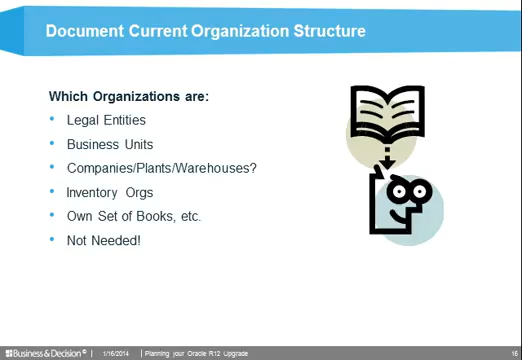 Document Current Organization Structure
Which Organizations are:
• Legal Entities
• Business Units
• Companies/Plants/Warehouses?
• Inventory Orgs
• Own Set of Books, etc.
• Not Needed!
Business&Decision © | 1/16/2014 | Planning your Oracle R12 Upgrade 16